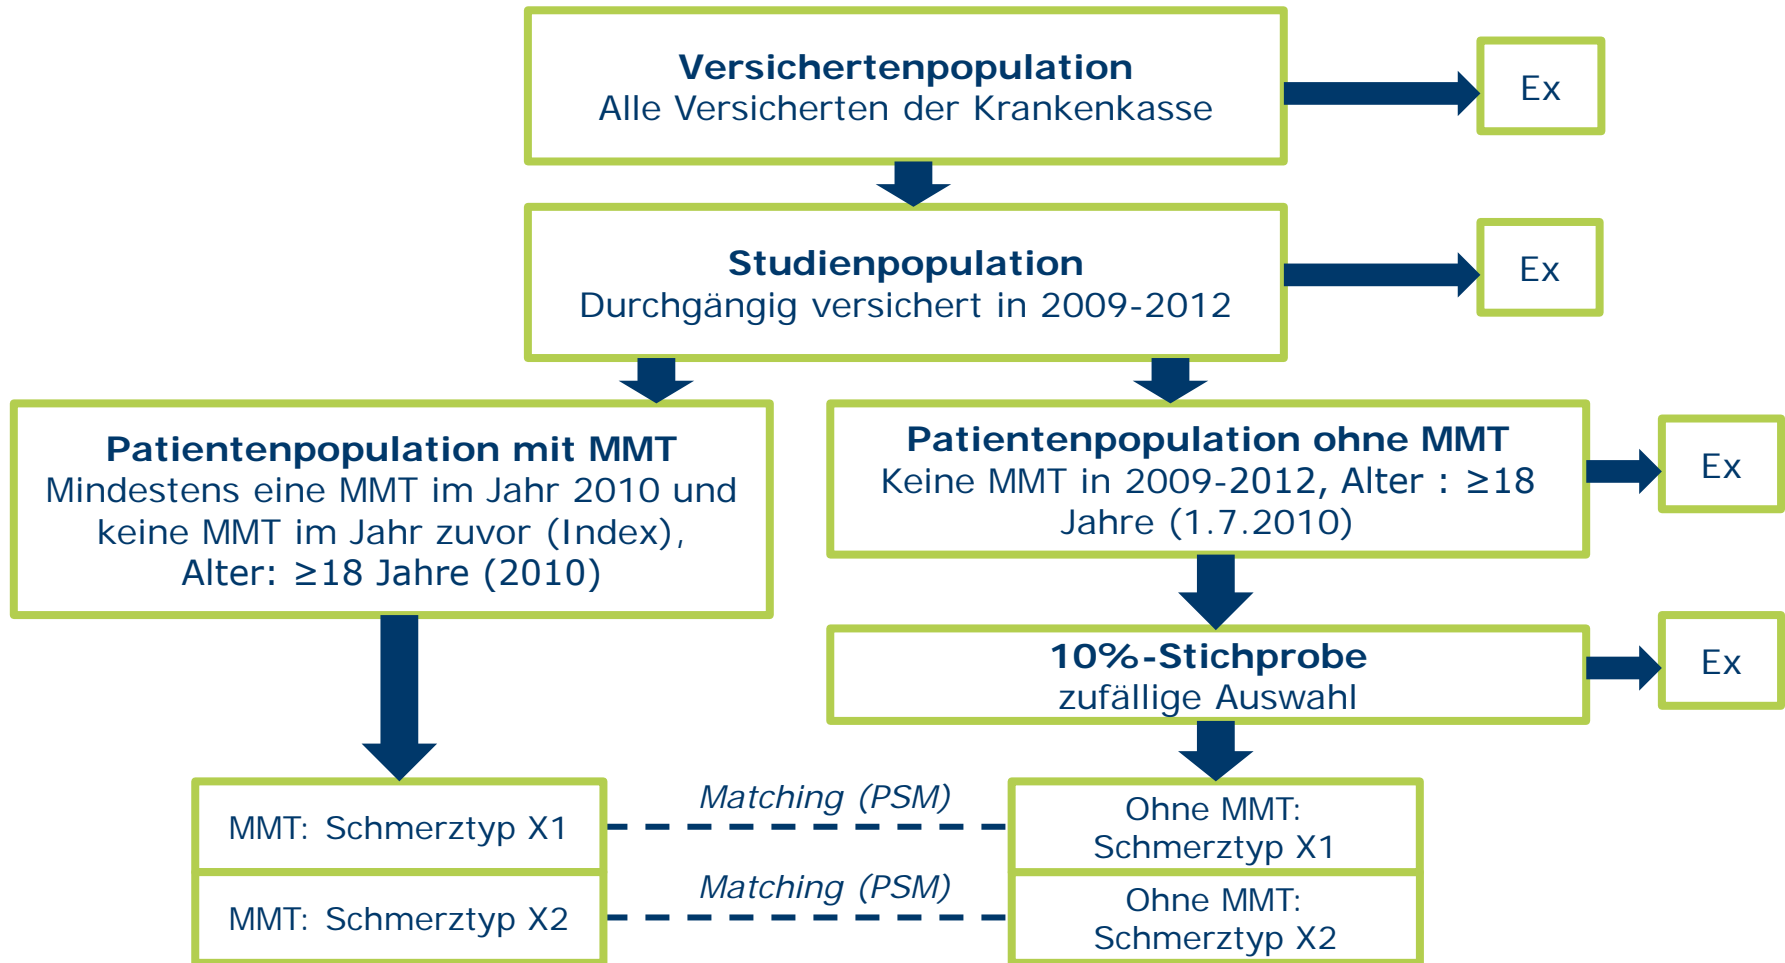 Versichertenpopulation
Alle Versicherten der Krankenkasse
Ex
Studienpopulation
Durchgängig versichert in 2009-2012
Ex
Patientenpopulation mit MMT
Mindestens eine MMT im Jahr 2010 und
keine MMT im Jahr zuvor (Index),
Alter: ≥18 Jahre (2010)
Patientenpopulation ohne MMT
Keine MMT in 2009-2012, Alter : ≥18
Jahre (1.7.2010)
Ex
10%-Stichprobe
zufällige Auswahl
Ex
MMT: Schmerztyp X1
Matching (PSM)
Ohne MMT:
Schmerztyp X1
MMT: Schmerztyp X2
Matching (PSM)
Ohne MMT:
Schmerztyp X2